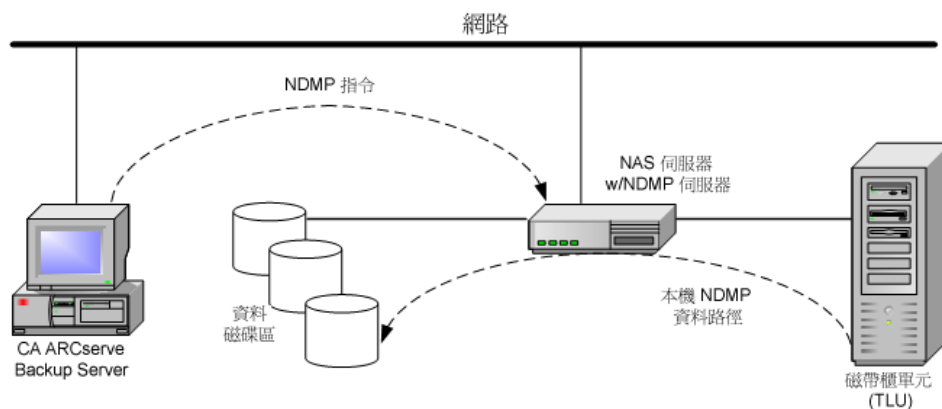 網路
NDMP 指令
NAS 伺服器
w/NDMP 伺服器
資料
磁碟區
本機 NDMP
資料路徑
CA ARCserve
Backup Server
磁帶櫃單元
(TLU)